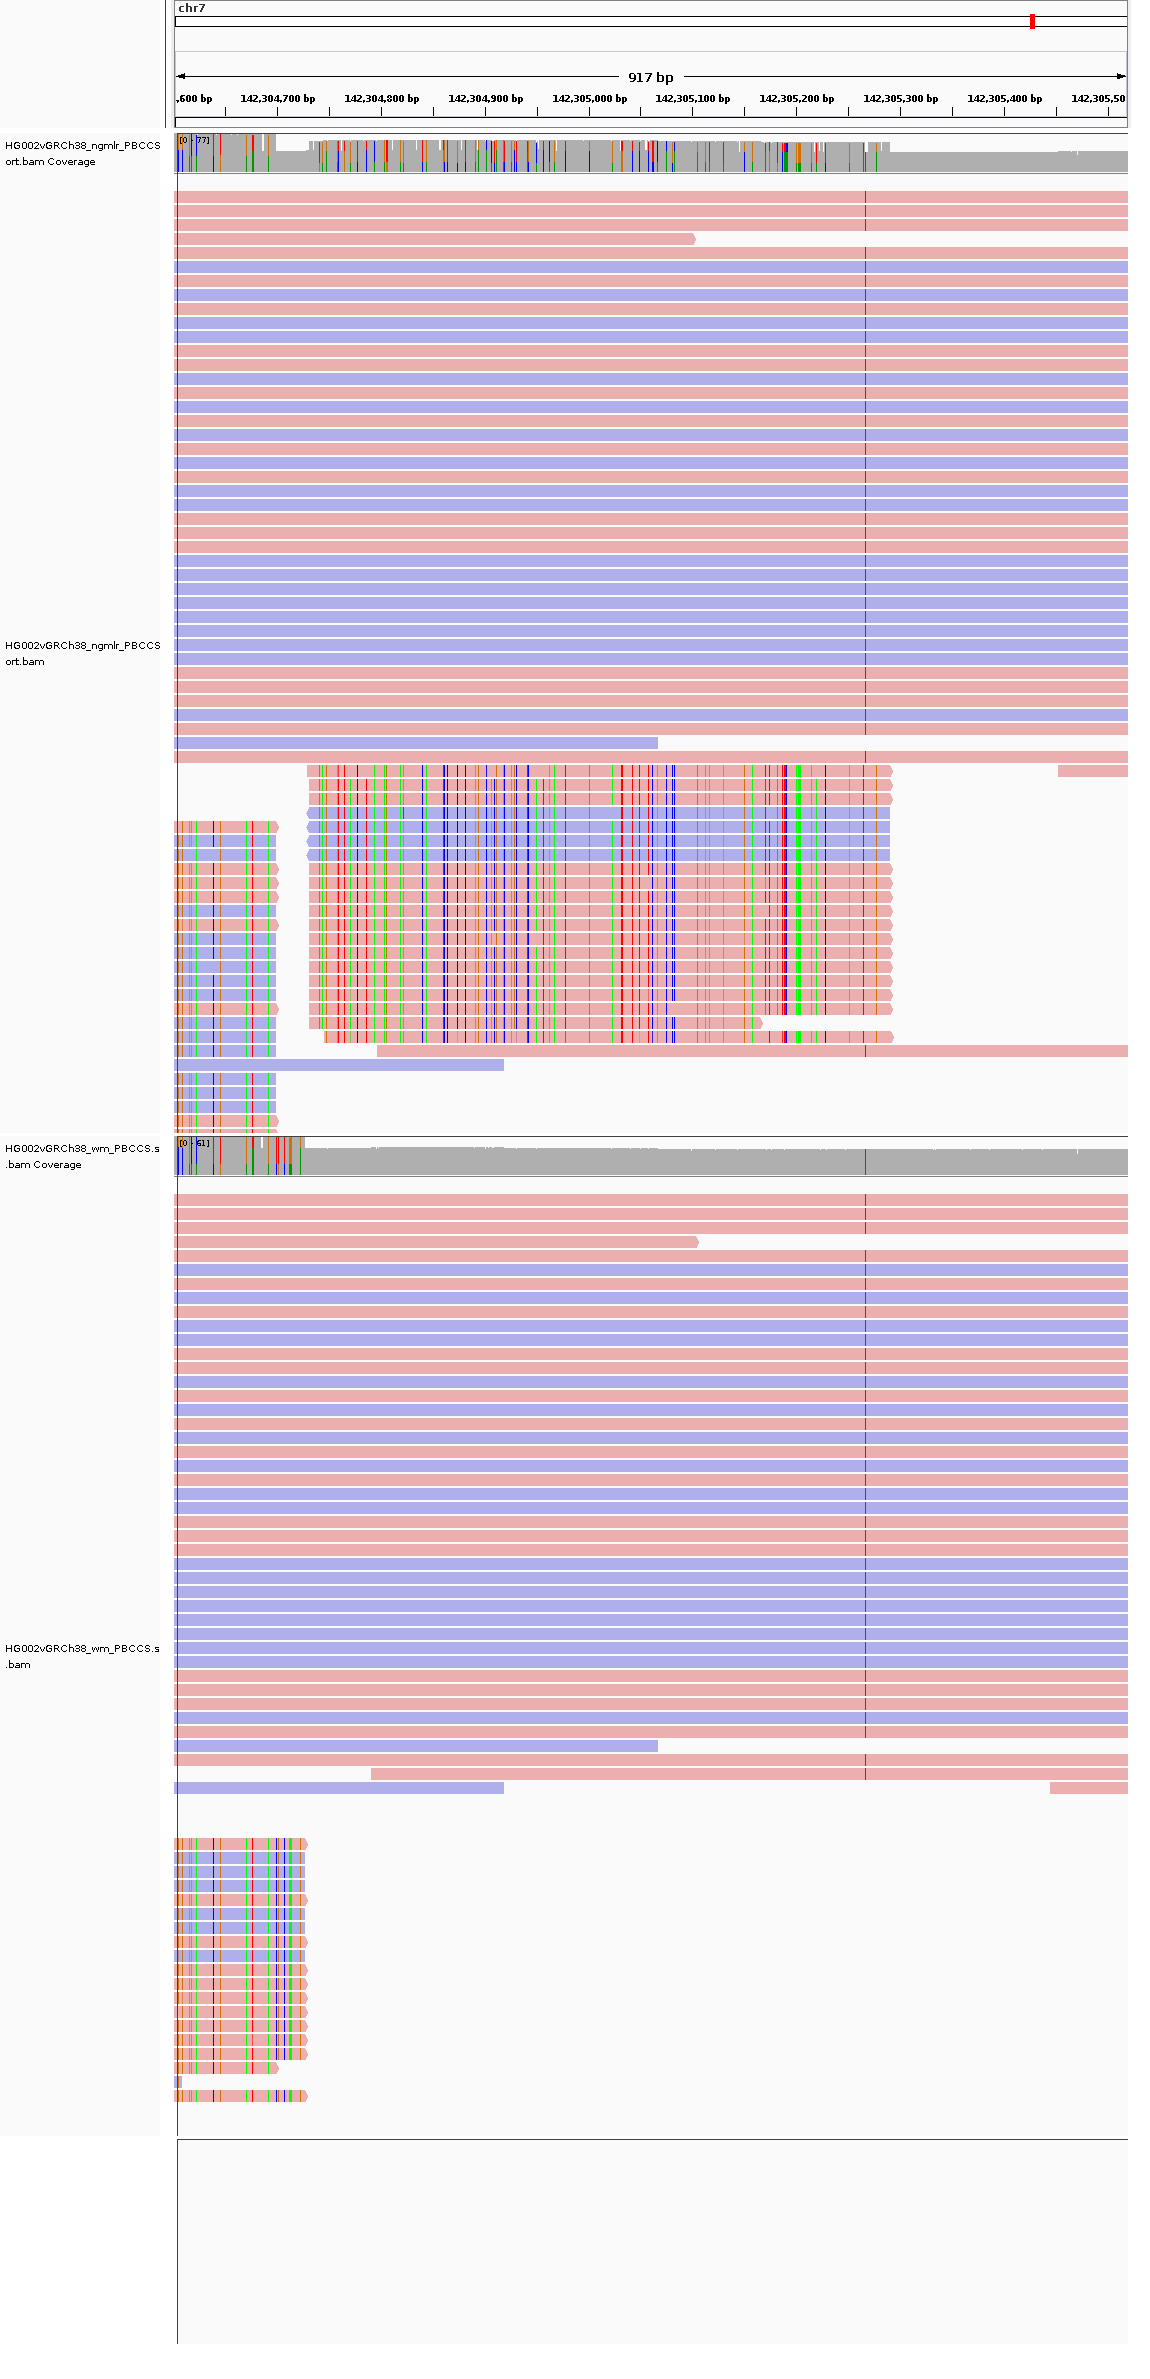 chr7
917 bp
,600 bp 142,304,700 bp 142,304,800 bp 142,304,900 bp 142,305,000 bp 142,305,100 bp 142,305,200 bp 142,305,300 bp 142,305,400 bp 142,305,50
HG002vGRCh38_ngmlr_PBCCS
ort.bam Coverage
[0 - 77]
HG002vGRCh38_ngmlr_PBCCS
ort.bam
HG002vGRCh38_wm_PBCCS.s
.bam Coverage
[0 - 61]
HG002vGRCh38_wm_PBCCS.s
.bam